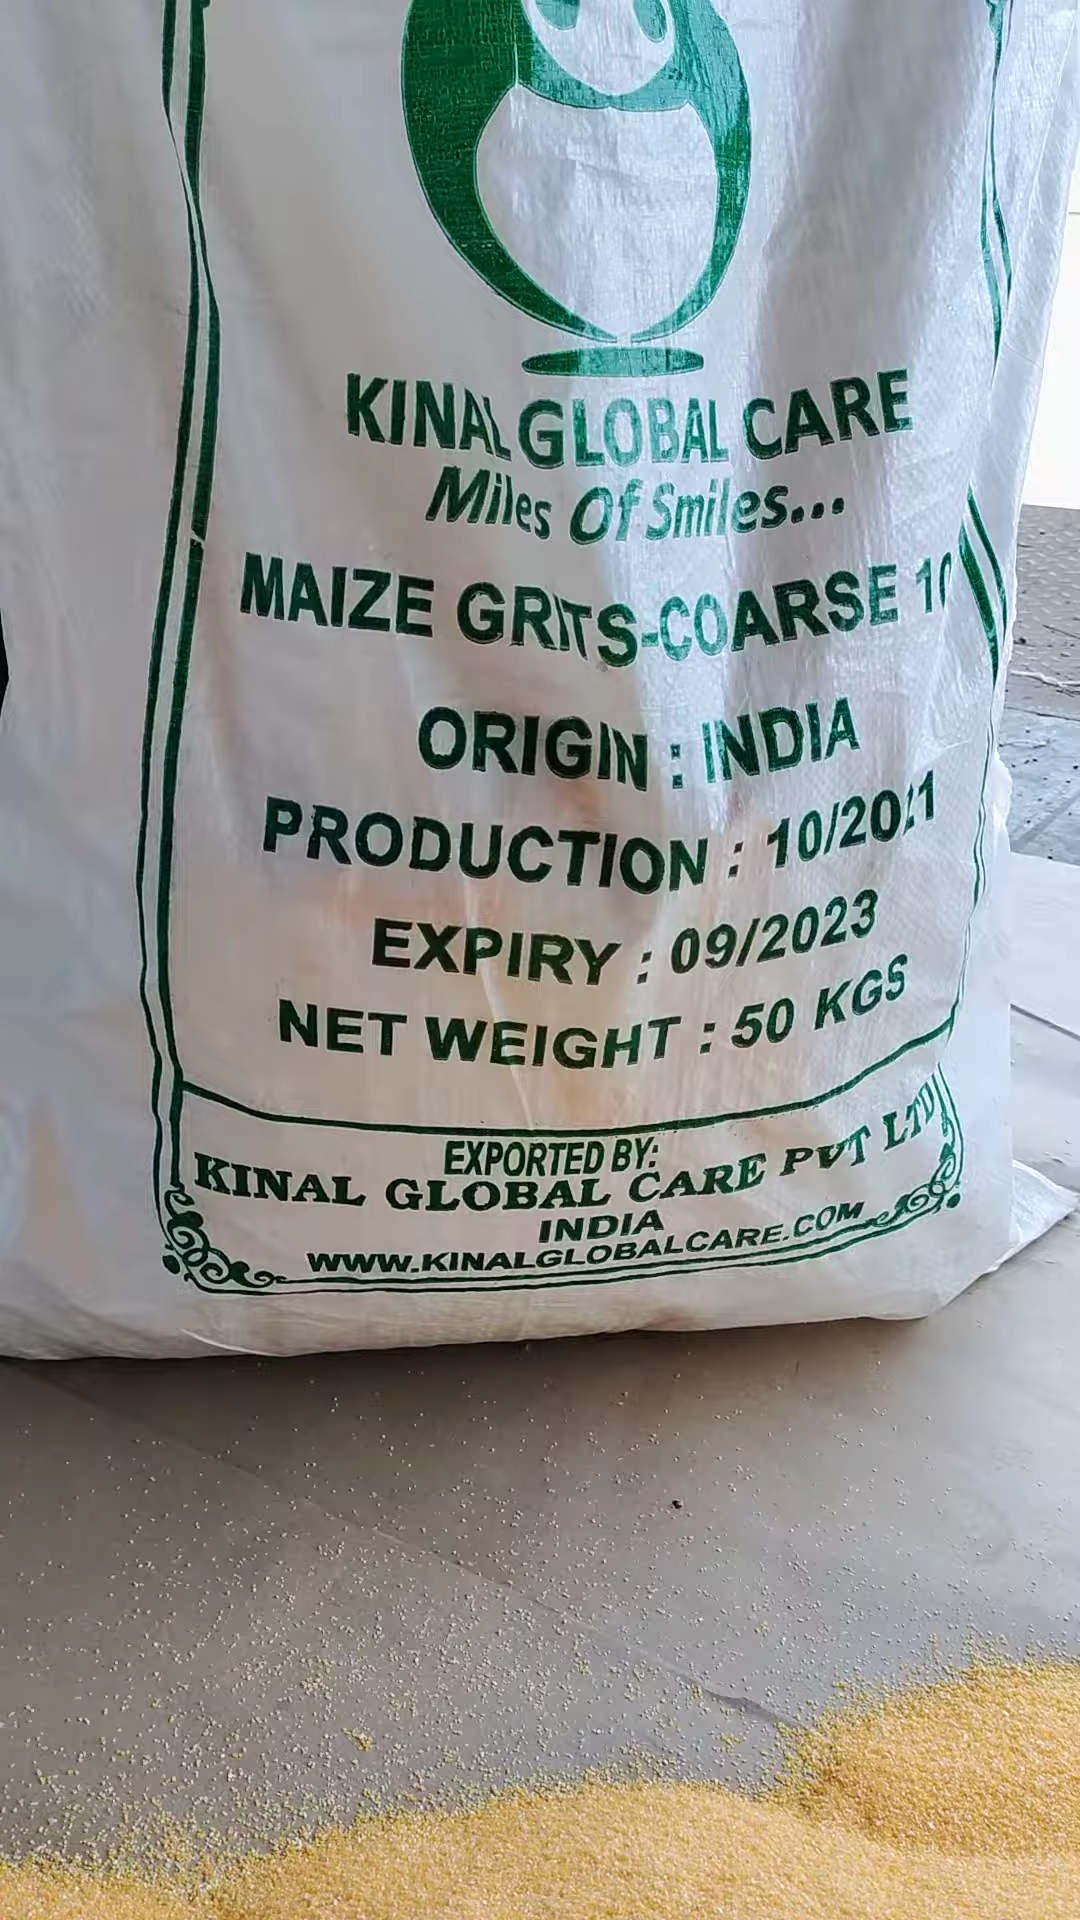 KINAL GLOBAL CARE
Miles Of Smiles...
MAIZE GRITS-COARSE 10
ORIGIN : INDIA
PRODUCTION : 10/2021
EXPIRY : 09/2023
NET WEIGHT : 50 KGS
EXPORTED BY:
KINAL GLOBAL CARE PVT LTD
INDIA
WWW.KINALGLOBALCARE.COM